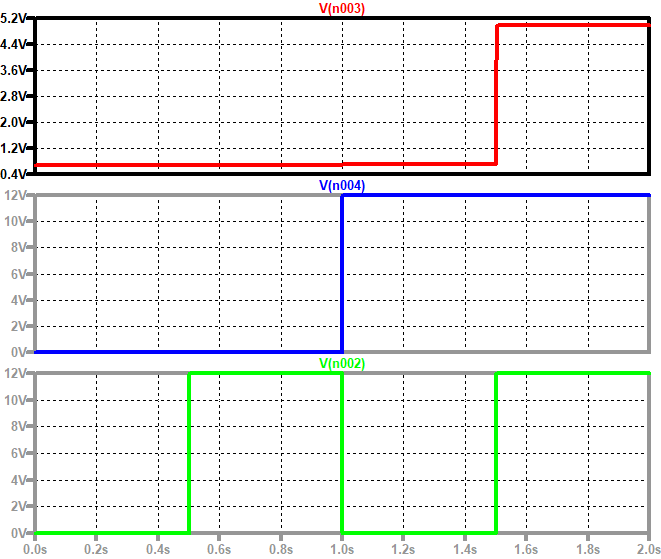 V(n003)
5.2V
4.4V
3.6V
2.8V
2.0V
1.2V
0.4V
V(n004)
12V
10V
8V
6V
4V
2V
0V
V(n002)
12V
10V
8V
6V
4V
2V
0V
0.0s 0.2s 0.4s 0.6s 0.8s 1.0s 1.2s 1.4s 1.6s 1.8s 2.0s